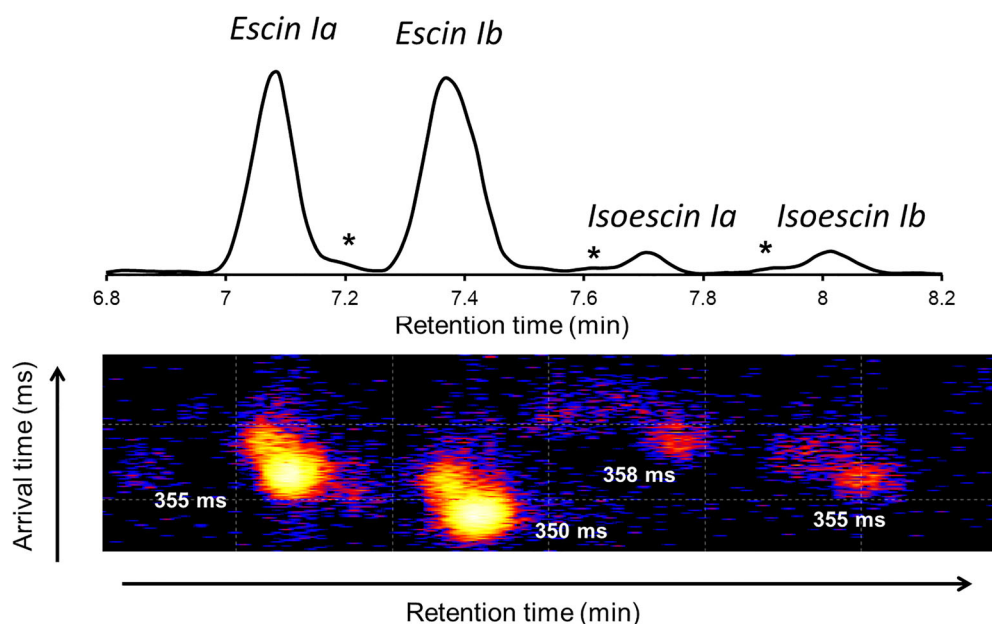 Escin Ia
Escin Ib
*
*
Isoescin Ia
*
Isoescin Ib
6.8
7
7.2
7.4
7.6
7.8
8
8.2
Retention time (min)
Arrival time (ms)
355 ms
350 ms
358 ms
355 ms
Retention time (min)